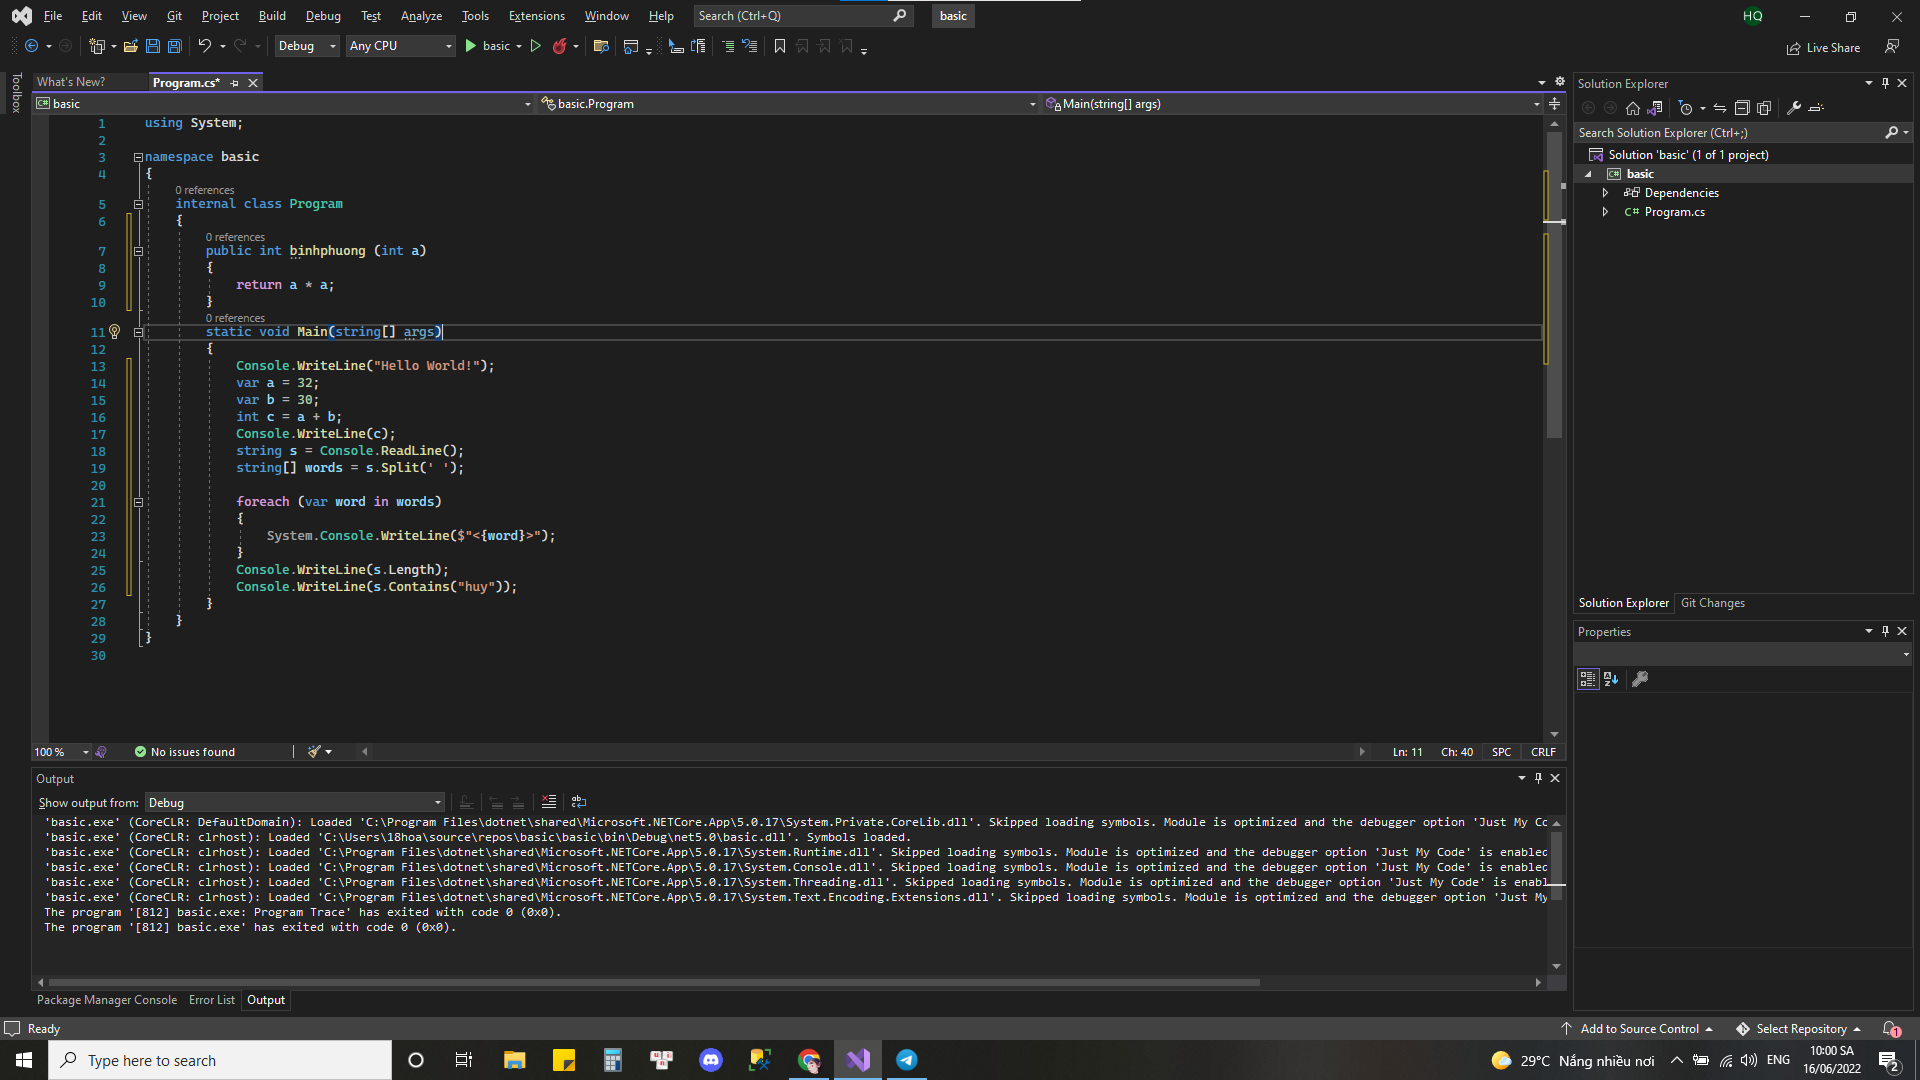 File Edit View Git Project Build Debug Test Analyze Tools Extensions Window Help Search (Ctrl+Q) basic HQ
Debug Any CPU basic Live Share
Toolbox
What's New? Program.cs*
basic basic.Program Main(string[] args)
1 using System;
2
3 namespace basic
4 {
0 references
5 internal class Program
6 {
0 references
7 public int binhphuong (int a)
8 {
9 return a * a;
10 }
0 references
11 static void Main(string[] args)
12 {
13 Console.WriteLine("Hello World!");
14 var a = 32;
15 var b = 30;
16 int c = a + b;
17 Console.WriteLine(c);
18 string s = Console.ReadLine();
19 string[] words = s.Split(' ');
20
21 foreach (var word in words)
22 {
23 System.Console.WriteLine($"<{word}>");
24 }
25 Console.WriteLine(s.Length);
26 Console.WriteLine(s.Contains("huy"));
27 }
28 }
29 }
30
100 % No issues found Ln: 11 Ch: 40 SPC CRLF
Solution Explorer
Search Solution Explorer (Ctrl+;)
Solution 'basic' (1 of 1 project)
basic
Dependencies
C# Program.cs
Solution Explorer Git Changes
Properties
Output
Show output from: Debug
'basic.exe' (CoreCLR: DefaultDomain): Loaded 'C:\Program Files\dotnet\shared\Microsoft.NETCore.App\5.0.17\System.Private.CoreLib.dll'. Skipped loading symbols. Module is optimized and the debugger option 'Just My Co
'basic.exe' (CoreCLR: clrhost): Loaded 'C:\Users\18hoa\source\repos\basic\basic\bin\Debug\net5.0\basic.dll'. Symbols loaded.
'basic.exe' (CoreCLR: clrhost): Loaded 'C:\Program Files\dotnet\shared\Microsoft.NETCore.App\5.0.17\System.Runtime.dll'. Skipped loading symbols. Module is optimized and the debugger option 'Just My Code' is enabled
'basic.exe' (CoreCLR: clrhost): Loaded 'C:\Program Files\dotnet\shared\Microsoft.NETCore.App\5.0.17\System.Console.dll'. Skipped loading symbols. Module is optimized and the debugger option 'Just My Code' is enabled
'basic.exe' (CoreCLR: clrhost): Loaded 'C:\Program Files\dotnet\shared\Microsoft.NETCore.App\5.0.17\System.Threading.dll'. Skipped loading symbols. Module is optimized and the debugger option 'Just My Code' is enabl
'basic.exe' (CoreCLR: clrhost): Loaded 'C:\Program Files\dotnet\shared\Microsoft.NETCore.App\5.0.17\System.Text.Encoding.Extensions.dll'. Skipped loading symbols. Module is optimized and the debugger option 'Just My
The program '[812] basic.exe: Program Trace' has exited with code 0 (0x0).
The program '[812] basic.exe' has exited with code 0 (0x0).
Package Manager Console Error List Output
Ready Add to Source Control Select Repository 1
Type here to search 29°C Nắng nhiều nơi ENG 10:00 SA 16/06/2022 2